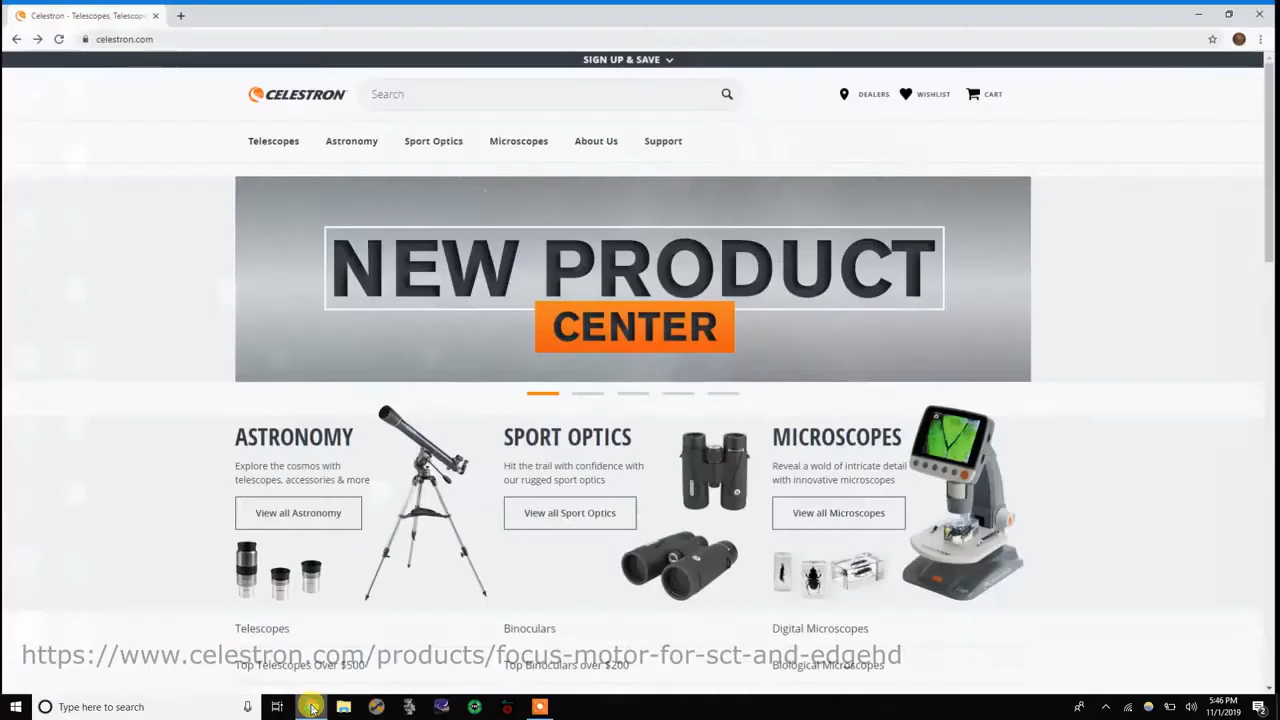 Celestron - Telescopes, Telescop
celestron.com
SIGN UP & SAVE
CELESTRON
Search
DEALERS
WISHLIST
CART
Telescopes
Astronomy
Sport Optics
Microscopes
About Us
Support
NEW PRODUCT
CENTER
ASTRONOMY
Explore the cosmos with
telescopes, accessories & more
View all Astronomy
SPORT OPTICS
Hit the trail with confidence with
our rugged sport optics
View all Sport Optics
MICROSCOPES
Reveal a wold of intricate detail
with innovative microscopes
View all Microscopes
Telescopes
Binoculars
Digital Microscopes
https://www.celestron.com/products/focus-motor-for-sct-and-edgehd
Top Telescopes Over $500
Top Binoculars over $200
Biological Microscopes
Type here to search
5:46 PM
11/1/2019
2